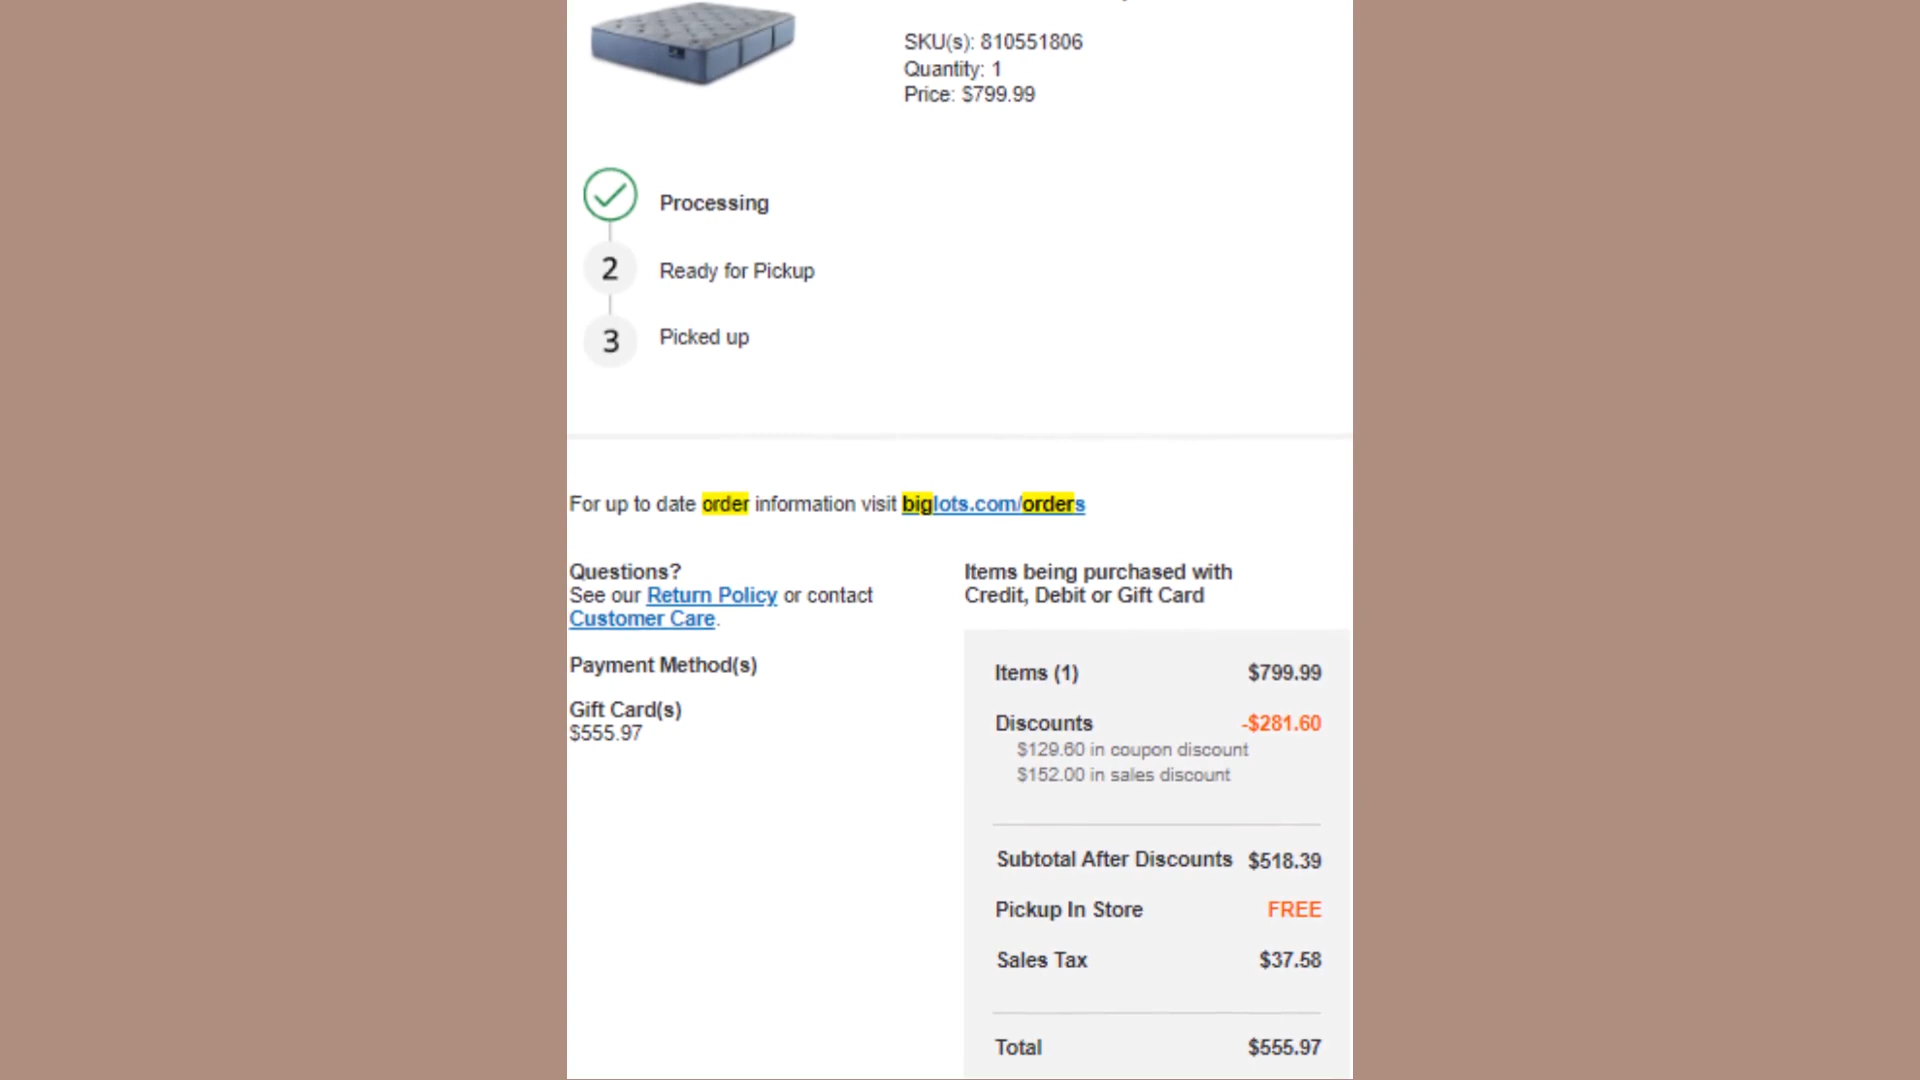 SKU(s): 810551806
Quantity: 1
Price: $799.99
Processing
2
Ready for Pickup
3
Picked up
For up to date order information visit biglots.com/orders
Questions?
See our Return Policy or contact
Customer Care.
Payment Method(s)
Gift Card(s)
$555.97
Items being purchased with
Credit, Debit or Gift Card
Items (1) $799.99
Discounts -$281.60
$129.60 in coupon discount
$152.00 in sales discount
Subtotal After Discounts $518.39
Pickup In Store FREE
Sales Tax $37.58
Total $555.97